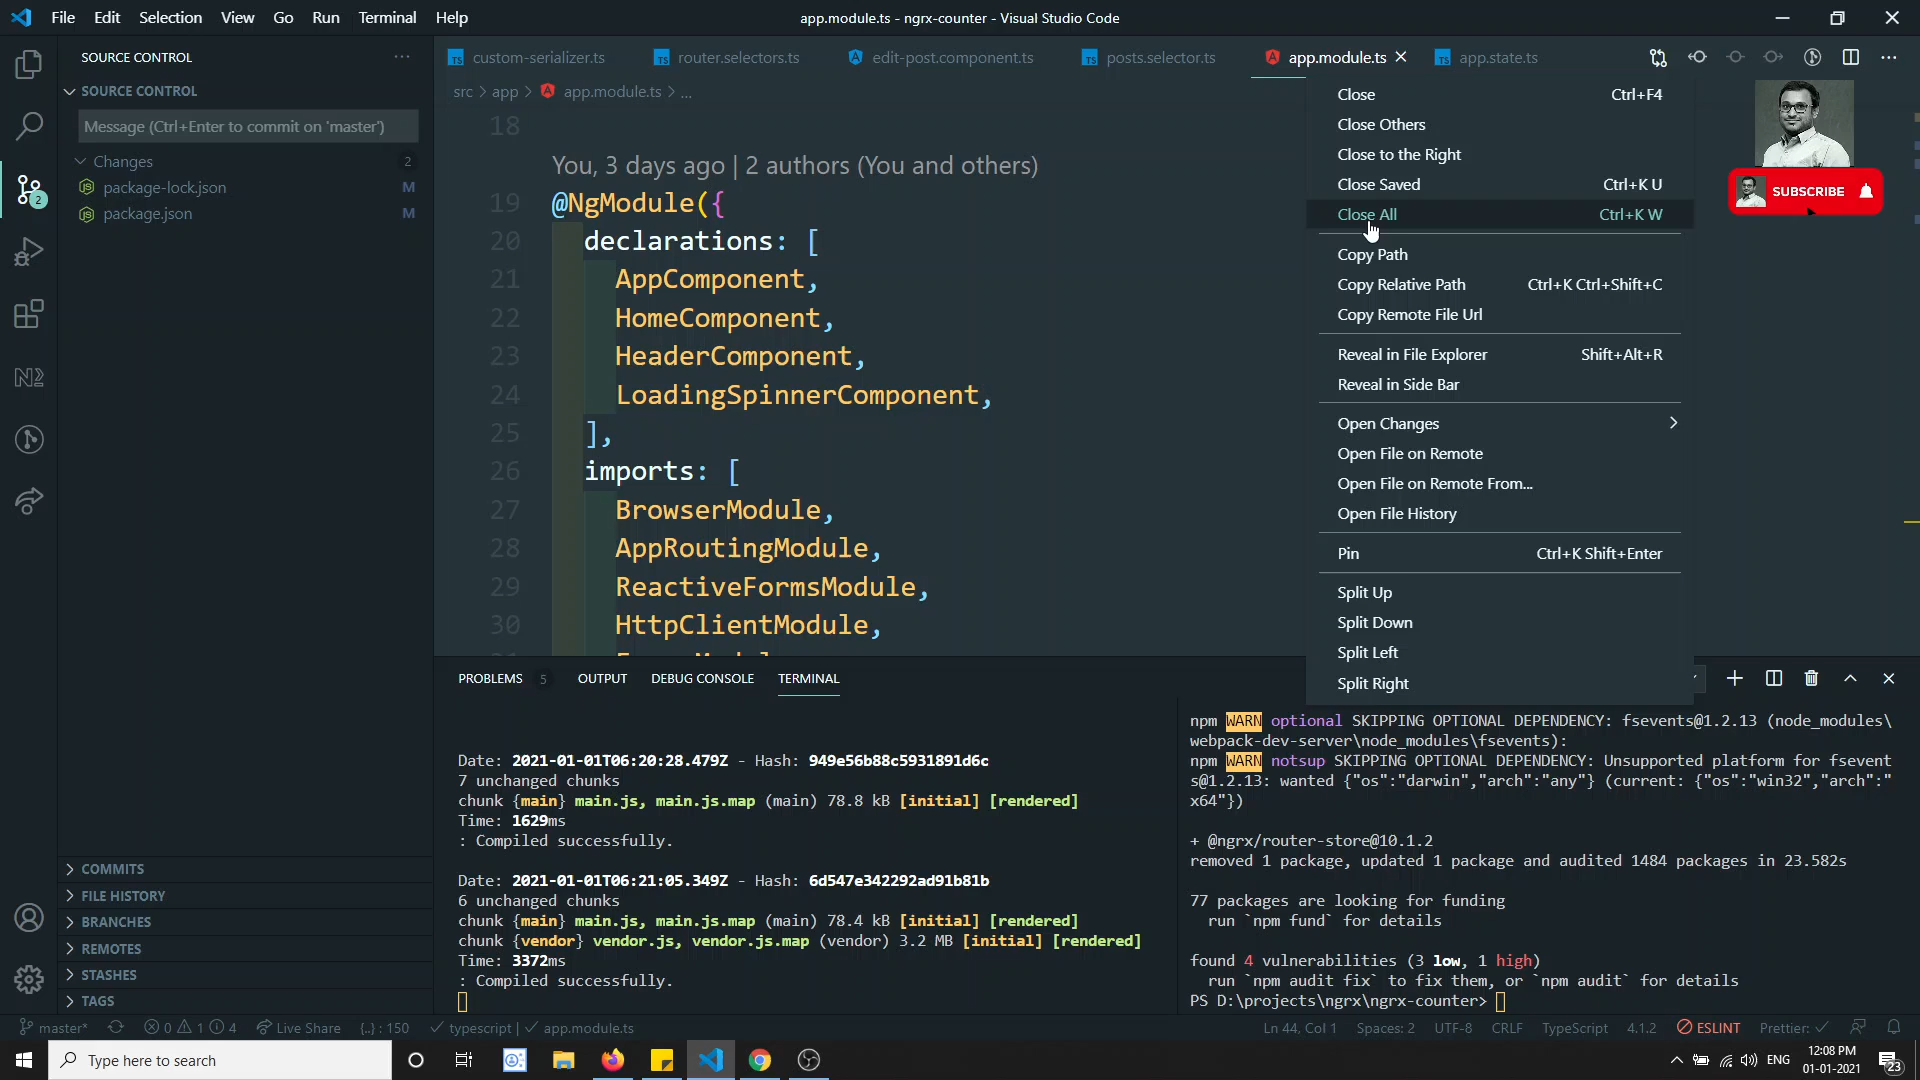 File Edit Selection View Go Run Terminal Help
app.module.ts - ngrx-counter - Visual Studio Code
SOURCE CONTROL
SOURCE CONTROL
Message (Ctrl+Enter to commit on 'master')
Changes 2
package-lock.json M
package.json M
2
COMMITS
FILE HISTORY
BRANCHES
REMOTES
STASHES
TAGS
custom-serializer.ts router.selectors.ts edit-post.component.ts posts.selector.ts app.module.ts app.state.ts
src > app > app.module.ts > ...
18
You, 3 days ago | 2 authors (You and others)
19 @NgModule({
20 declarations: [
21 AppComponent,
22 HomeComponent,
23 HeaderComponent,
24 LoadingSpinnerComponent,
25 ],
26 imports: [
27 BrowserModule,
28 AppRoutingModule,
29 ReactiveFormsModule,
30 HttpClientModule,
Close Ctrl+F4
Close Others
Close to the Right
Close Saved Ctrl+K U
Close All Ctrl+K W
Copy Path
Copy Relative Path Ctrl+K Ctrl+Shift+C
Copy Remote File Url
Reveal in File Explorer Shift+Alt+R
Reveal in Side Bar
Open Changes
Open File on Remote
Open File on Remote From...
Open File History
Pin Ctrl+K Shift+Enter
Split Up
Split Down
Split Left
Split Right
SUBSCRIBE
PROBLEMS 5 OUTPUT DEBUG CONSOLE TERMINAL
Date: 2021-01-01T06:20:28.479Z - Hash: 949e56b88c5931891d6c
7 unchanged chunks
chunk {main} main.js, main.js.map (main) 78.8 kB [initial] [rendered]
Time: 1629ms
: Compiled successfully.
Date: 2021-01-01T06:21:05.349Z - Hash: 6d547e342292ad91b81b
6 unchanged chunks
chunk {main} main.js, main.js.map (main) 78.4 kB [initial] [rendered]
chunk {vendor} vendor.js, vendor.js.map (vendor) 3.2 MB [initial] [rendered]
Time: 3372ms
: Compiled successfully.
npm WARN optional SKIPPING OPTIONAL DEPENDENCY: fsevents@1.2.13 (node_modules\
webpack-dev-server\node_modules\fsevents):
npm WARN notsup SKIPPING OPTIONAL DEPENDENCY: Unsupported platform for fsevent
s@1.2.13: wanted {"os":"darwin","arch":"any"} (current: {"os":"win32","arch":"
x64"})
+ @ngrx/router-store@10.1.2
removed 1 package, updated 1 package and audited 1484 packages in 23.582s
77 packages are looking for funding
run `npm fund` for details
found 4 vulnerabilities (3 low, 1 high)
run `npm audit fix` to fix them, or `npm audit` for details
PS D:\projects\ngrx\ngrx-counter>
master* 0 1 4 Live Share {..} : 150 typescript | app.module.ts
Ln 44, Col 1 Spaces: 2 UTF-8 CRLF TypeScript 4.1.2 ESLINT Prettier:
Type here to search
ENG
12:08 PM
01-01-2021
23